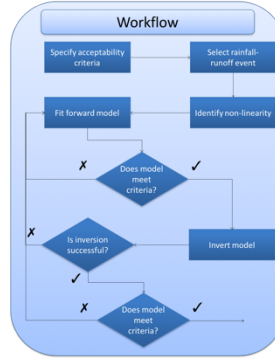 Workflow
Specify acceptability
criteria
Select rainfall-
runoff event
Fit forward model
Identify non-linearity
✗
Does model
meet
criteria?
✓
✗
Is inversion
successful?
Invert model
✓
✗
Does model
meet
criteria?
✓